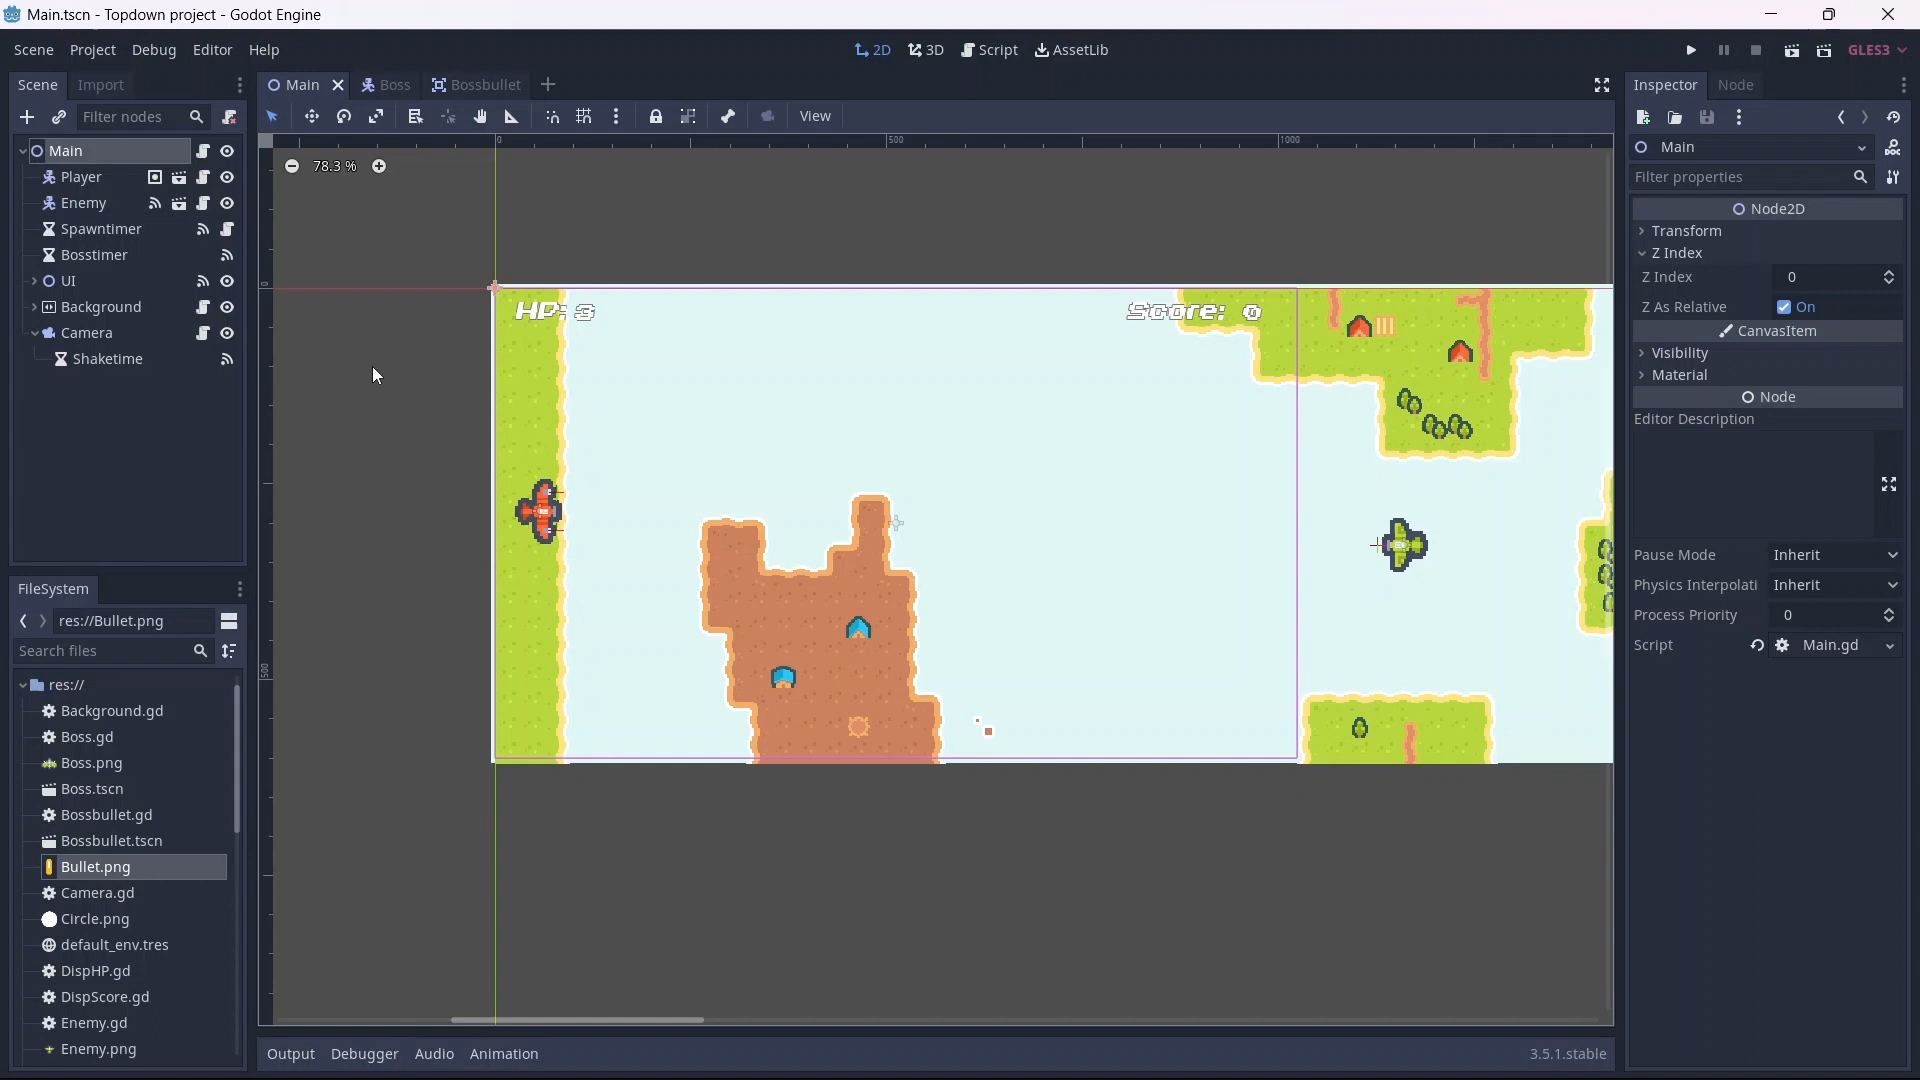 Main.tscn - Topdown project - Godot Engine
Scene Project Debug Editor Help
2D 3D Script AssetLib
GLES3
Scene Import
Main Boss Bossbullet
Inspector Node
Filter nodes
View
Main
Player
Enemy
Spawntimer
Bosstimer
UI
Background
Camera
Shaketime
0 500 1000
78.3 %
0
500
HP: 3
Score: 0
Main
Filter properties
Node2D
Transform
Z Index
Z Index 0
Z As Relative On
CanvasItem
Visibility
Material
Node
Editor Description
Pause Mode Inherit
Physics Interpolati Inherit
Process Priority 0
Script Main.gd
FileSystem
res://Bullet.png
Search files
res://
Background.gd
Boss.gd
Boss.png
Boss.tscn
Bossbullet.gd
Bossbullet.tscn
Bullet.png
Camera.gd
Circle.png
default_env.tres
DispHP.gd
DispScore.gd
Enemy.gd
Enemy.png
Output Debugger Audio Animation
3.5.1.stable